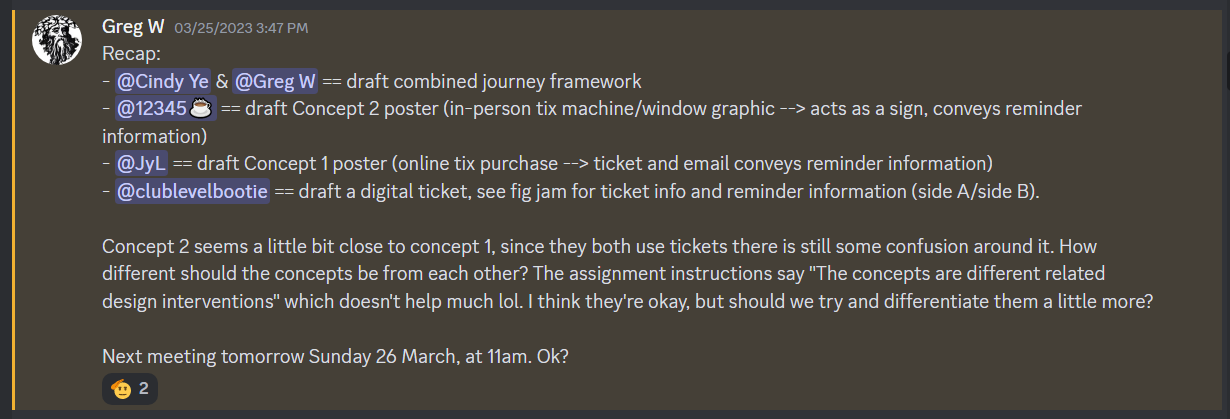 Greg W 03/25/2023 3:47 PM
Recap:
- @Cindy Ye & @Greg W == draft combined journey framework
- @12345☕ == draft Concept 2 poster (in-person tix machine/window graphic --> acts as a sign, conveys reminder
information)
- @JyL == draft Concept 1 poster (online tix purchase --> ticket and email conveys reminder information)
- @clublevelbootie == draft a digital ticket, see fig jam for ticket info and reminder information (side A/side B).
Concept 2 seems a little bit close to concept 1, since they both use tickets there is still some confusion around it. How
different should the concepts be from each other? The assignment instructions say "The concepts are different related
design interventions" which doesn't help much lol. I think they're okay, but should we try and differentiate them a little more?
Next meeting tomorrow Sunday 26 March, at 11am. Ok?
2